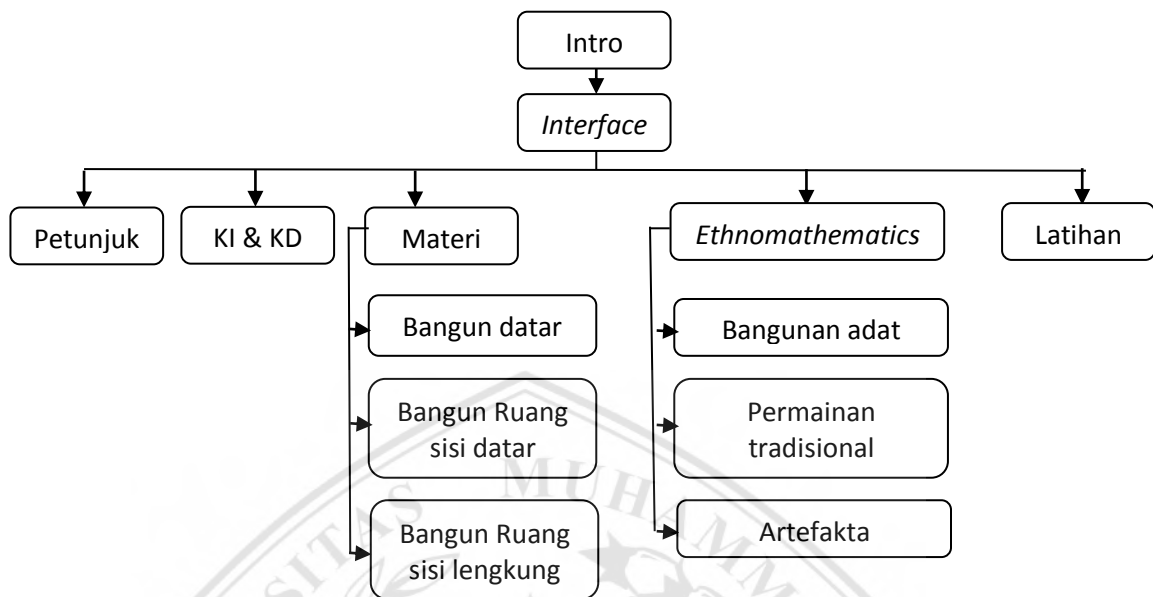 Intro
Interface
Petunjuk
KI & KD
Materi
Ethnomathematics
Latihan
Bangun datar
Bangunan adat
Bangun Ruang
sisi datar
Permainan
tradisional
Bangun Ruang
sisi lengkung
Artefakta